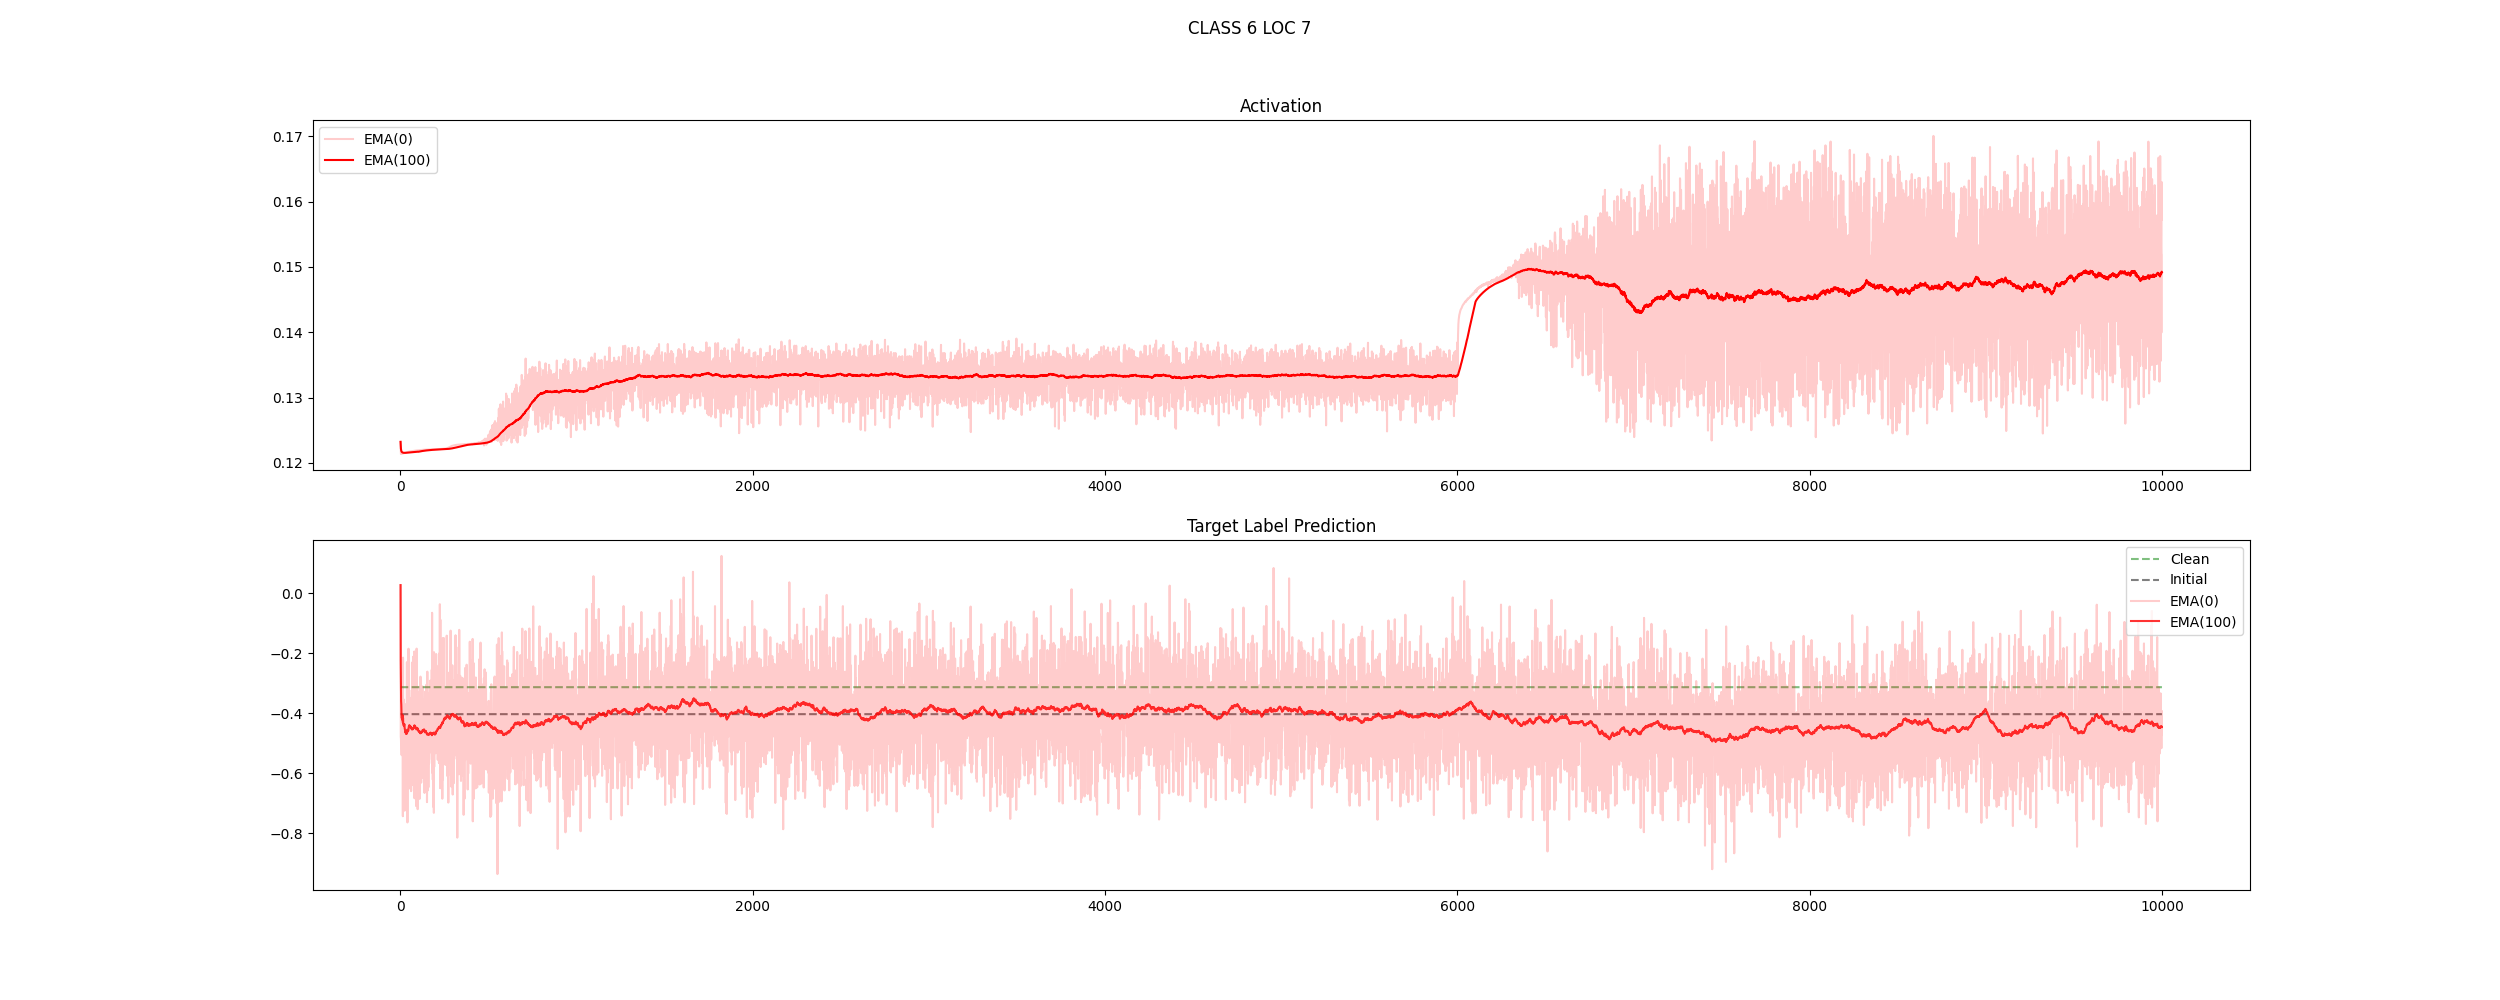 CLASS 6 LOC 7
Activation
EMA(0)
EMA(100)
0.17
0.16
0.15
0.14
0.13
0.12
0 2000 4000 6000 8000 10000
Target Label Prediction
Clean
Initial
EMA(0)
EMA(100)
0.0
−0.2
−0.4
−0.6
−0.8
0 2000 4000 6000 8000 10000